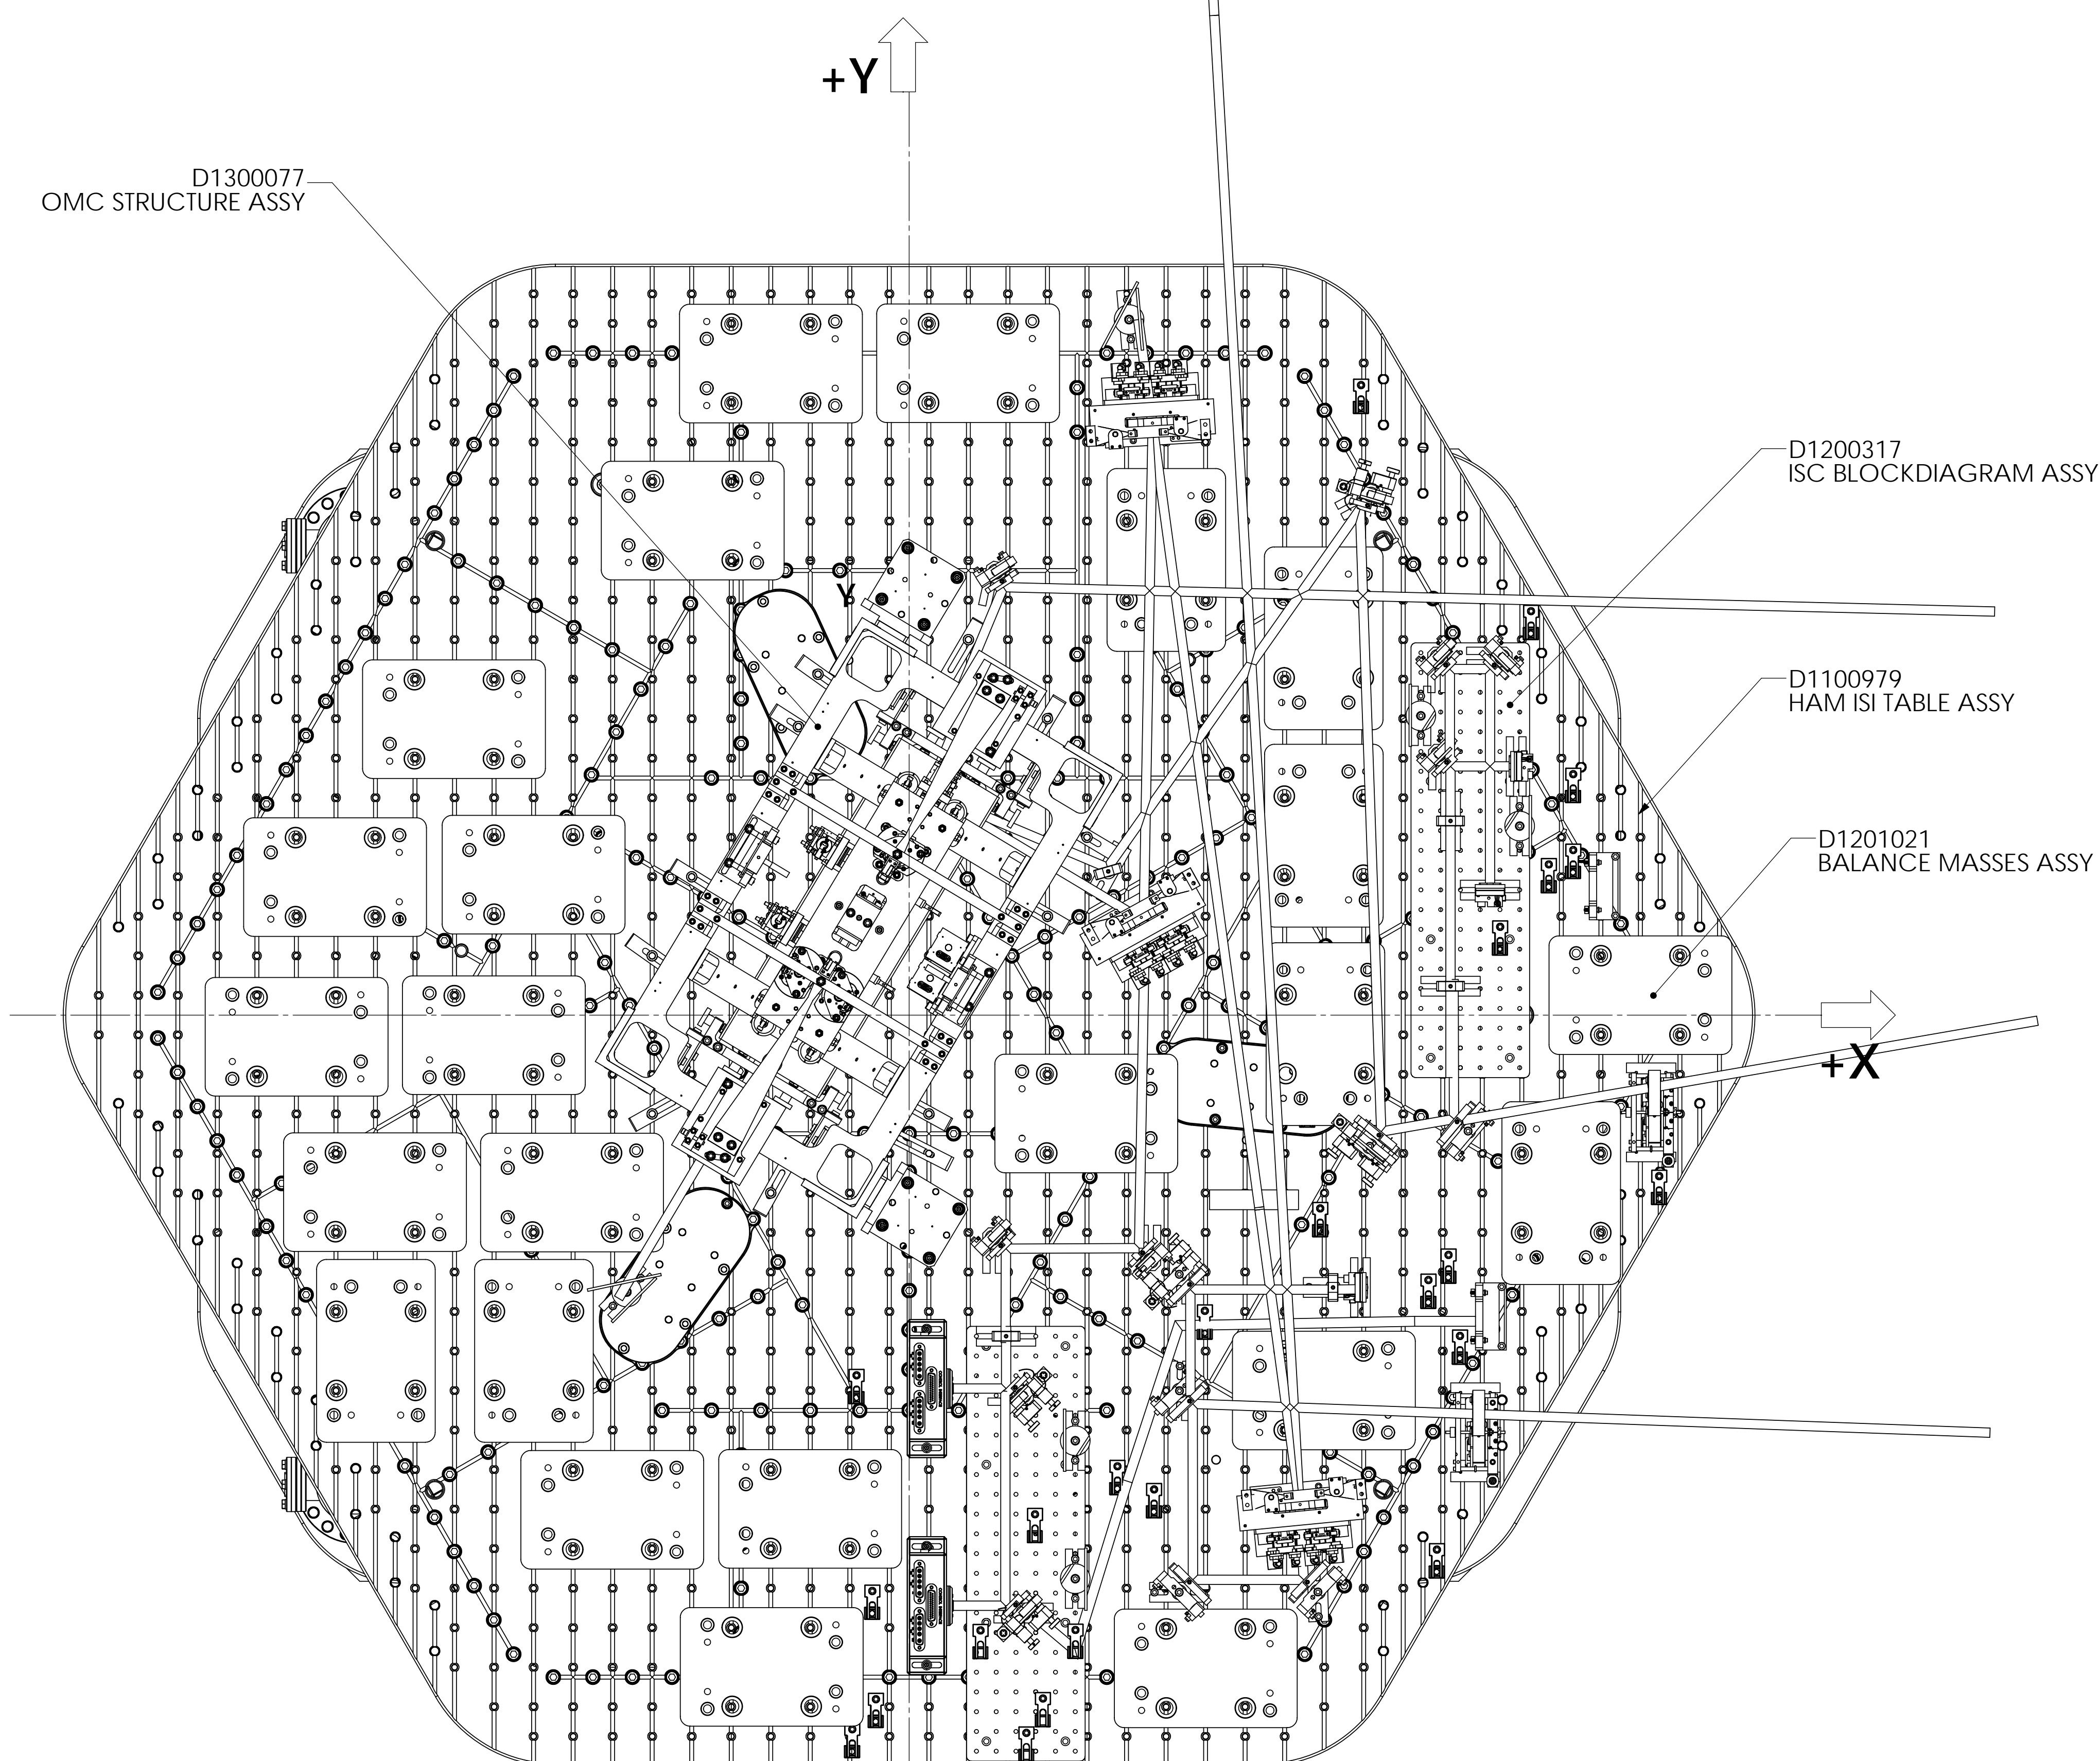 +Y
D1300077
OMC STRUCTURE ASSY
D1200317
ISC BLOCKDIAGRAM ASSY
Y
D1100979
HAM ISI TABLE ASSY
D1201021
BALANCE MASSES ASSY
+X